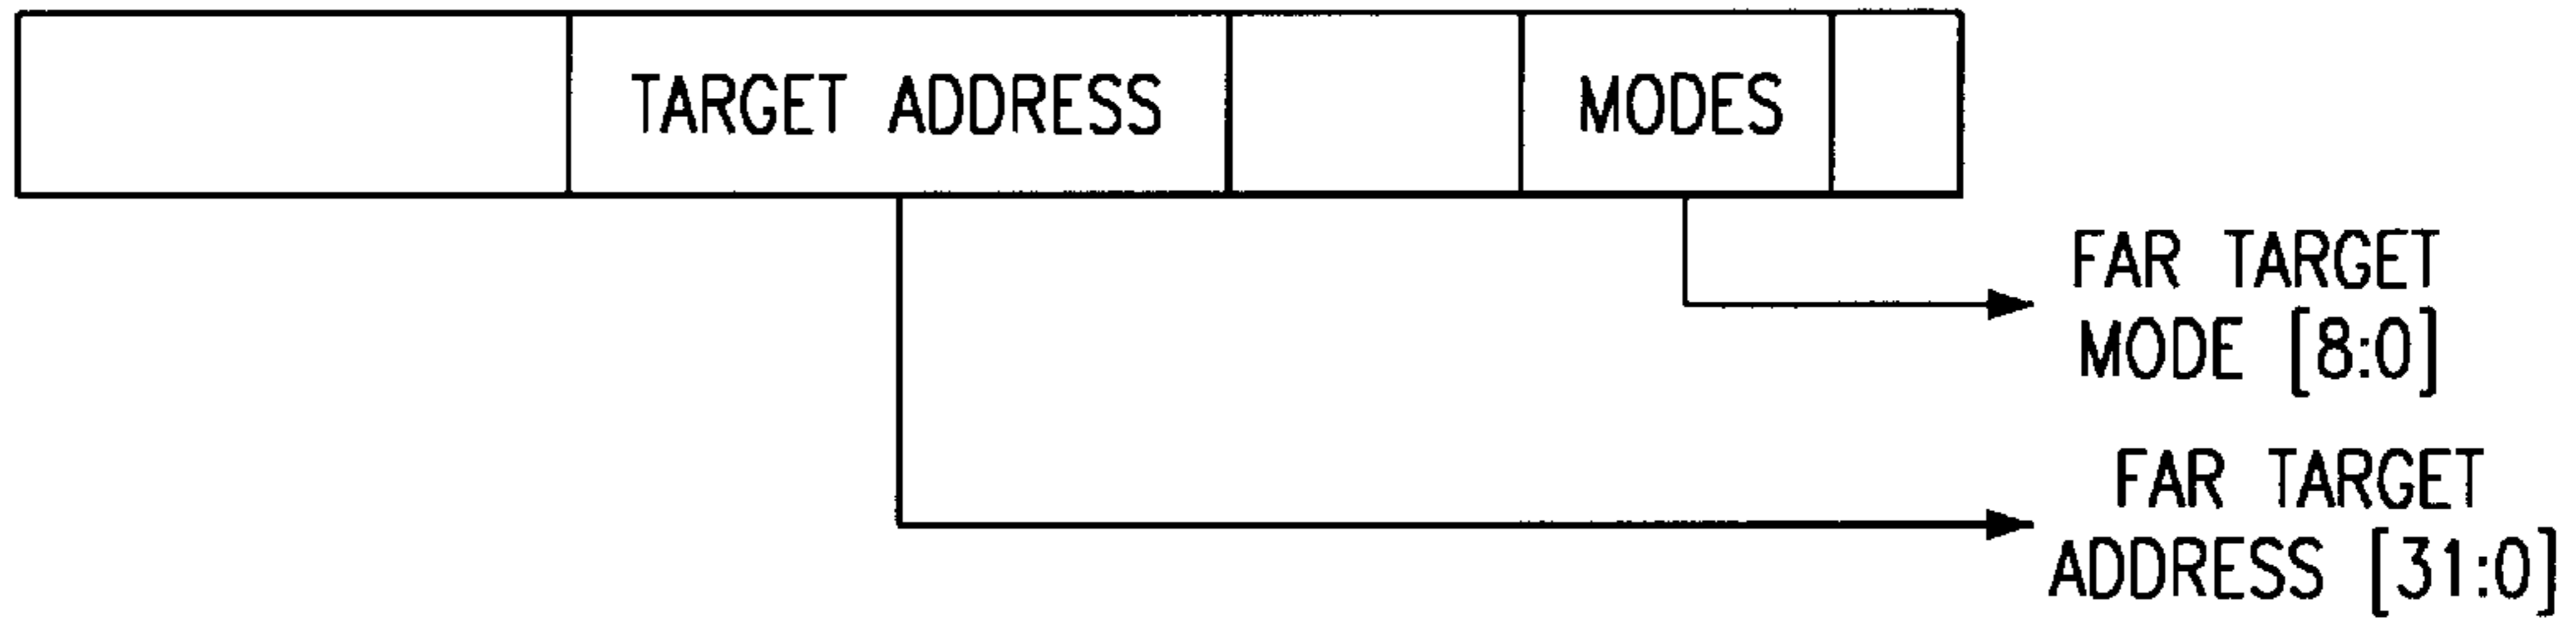 TARGET ADDRESS
MODES
FAR TARGET
MODE [8:0]
FAR TARGET
ADDRESS [31:0]